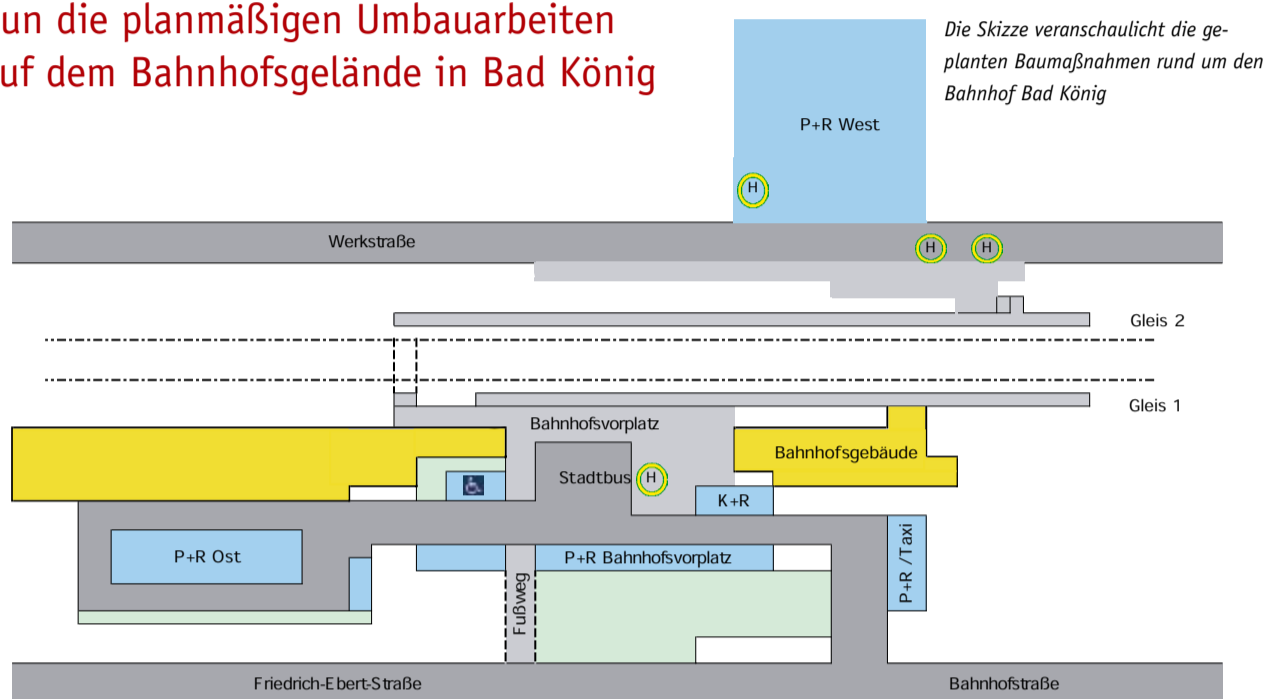 un die planmäßigen Umbauarbeiten
uf dem Bahnhofsgelände in Bad König
Die Skizze veranschaulicht die ge-
planten Baumaßnahmen rund um den
Bahnhof Bad König
P+R West
H
Werkstraße
H
H
Gleis 2
Gleis 1
Bahnhofsvorplatz
Bahnhofsgebäude
Stadtbus
H
K+R
P+R Ost
P+R Bahnhofsvorplatz
P+R /Taxi
Fußweg
Friedrich-Ebert-Straße
Bahnhofstraße